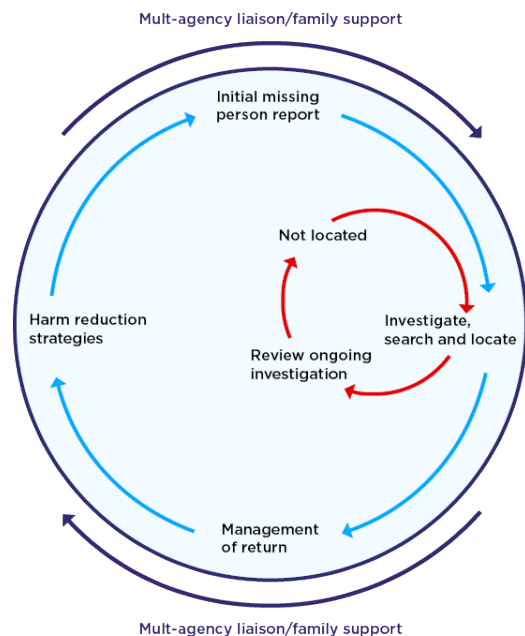 Mult-agency liaison/family support
Initial missing
person report
Not located
Harm reduction
strategies
Investigate,
search and locate
Review ongoing
investigation
Management
of return
Mult-agency liaison/family support